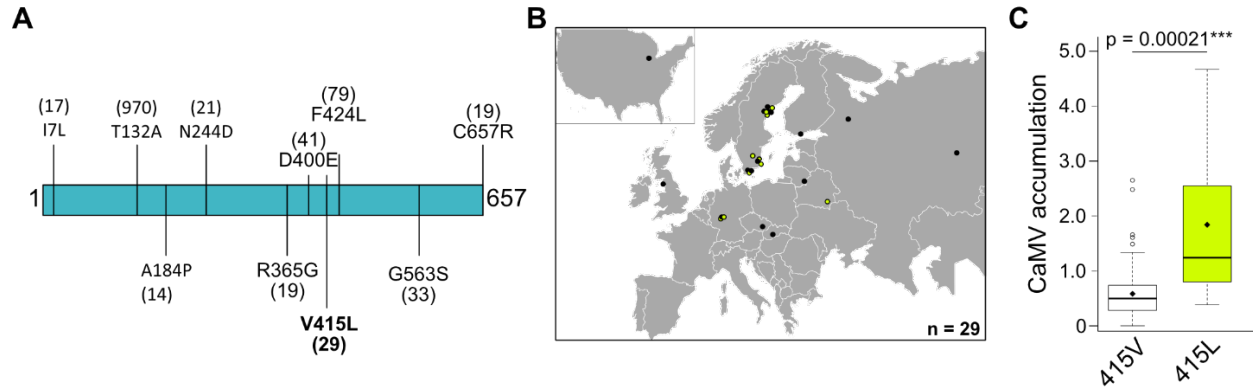 A
(17)
I7L
(970)
T132A
(21)
N244D
(41)
D400E
(79)
F424L
(19)
C657R
1
657
A184P
(14)
R365G
(19)
V415L
(29)
G563S
(33)
B
n = 29
C
p = 0.00021***
CaMV accumulation
5.0
4.0
3.0
2.0
1.0
0
415V
415L